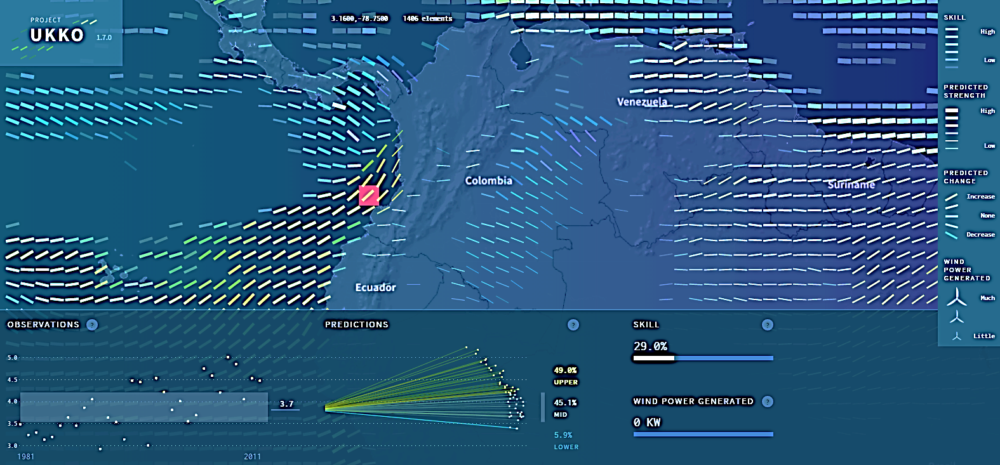 PROJECT
UKKO
1.7.0
3.1600,-78.7500
1406 elements
Venezuela
Colombia
Suriname
Ecuador
SKILL
High
Low
PREDICTED
STRENGTH
High
Low
PREDICTED
CHANGE
Increase
None
Decrease
WIND
POWER
GENERATED
Much
Little
OBSERVATIONS ?
5.0
4.5
4.0
3.5
3.0
3.7
1981
2011
PREDICTIONS ?
49.0%
UPPER
45.1%
MID
5.9%
LOWER
SKILL ?
29.0%
WIND POWER GENERATED ?
0 KW